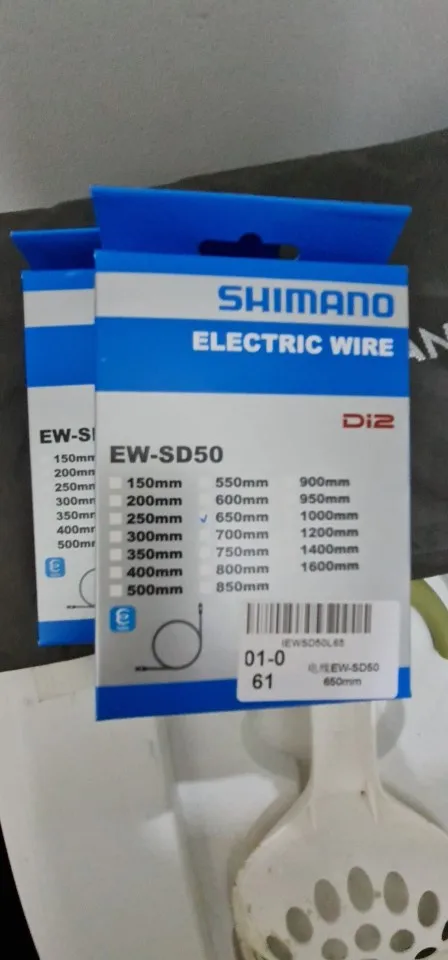 SHIMANO
ELECTRIC WIRE
AN
Di2
EW-SD50
150mm 550mm 900mm
200mm 600mm 950mm
250mm ✓ 650mm 1000mm
300mm 700mm 1200mm
350mm 750mm 1400mm
400mm 800mm 1600mm
500mm 850mm
IEWSD50L65
01-0
61
电线EW-SD50
650mm
EW-S
150mm
200mm
250mm
300mm
350mm
400mm
500mm